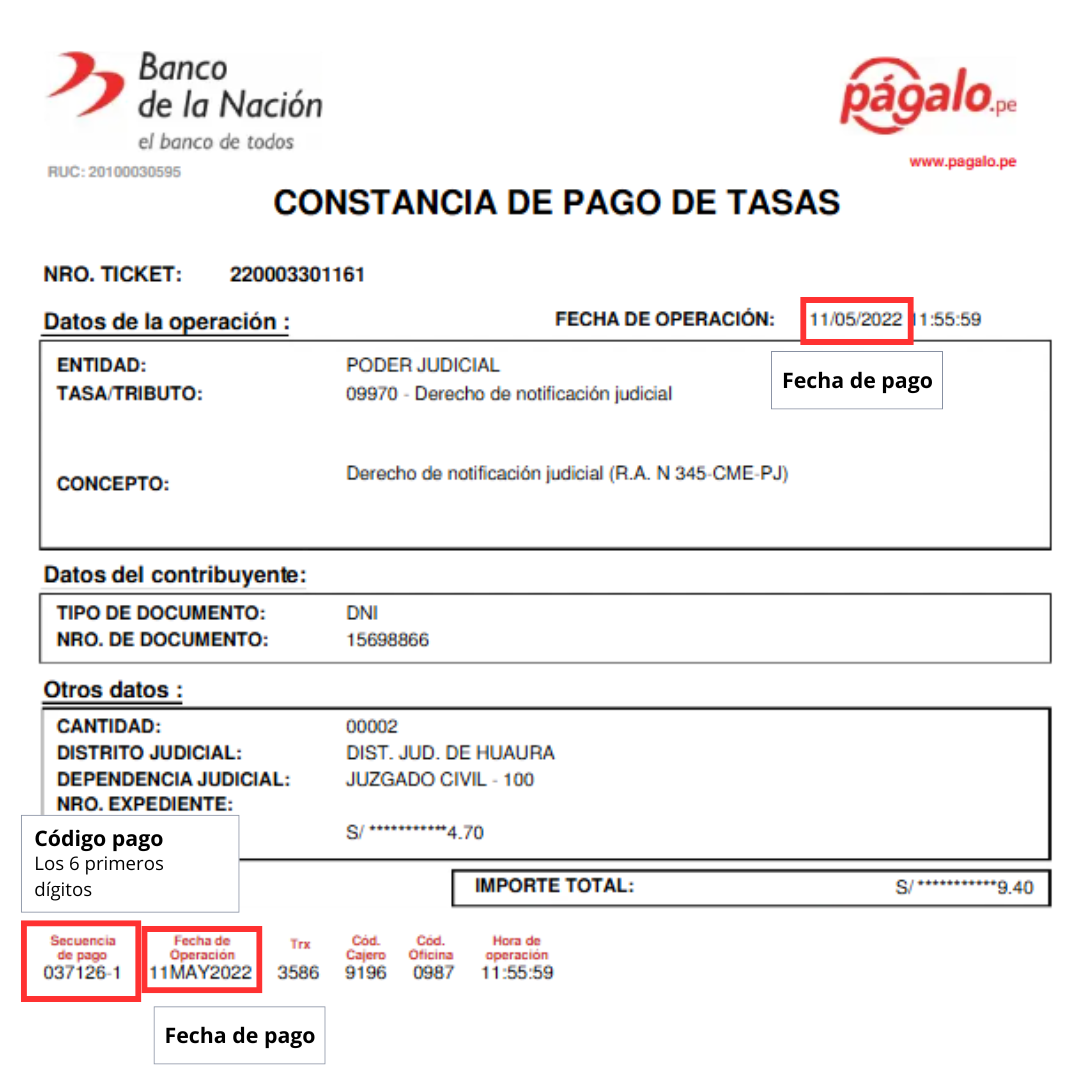 Banco
de la Nación
el banco de todos
RUC: 20100030595
págalo.pe
www.pagalo.pe
CONSTANCIA DE PAGO DE TASAS
NRO. TICKET: 220003301161
Datos de la operación :
FECHA DE OPERACIÓN: 11/05/2022 11:55:59
Fecha de pago
ENTIDAD: PODER JUDICIAL
TASA/TRIBUTO: 09970 - Derecho de notificación judicial
CONCEPTO: Derecho de notificación judicial (R.A. N 345-CME-PJ)
Datos del contribuyente:
TIPO DE DOCUMENTO: DNI
NRO. DE DOCUMENTO: 15698866
Otros datos :
CANTIDAD: 00002
DISTRITO JUDICIAL: DIST. JUD. DE HUAURA
DEPENDENCIA JUDICIAL: JUZGADO CIVIL - 100
NRO. EXPEDIENTE:
S/ ***********4.70
Código pago
Los 6 primeros
dígitos
IMPORTE TOTAL: S/ ***********9.40
Secuencia de pago Fecha de Operación Trx Cód. Cajero Cód. Oficina Hora de operación
037126-1 11MAY2022 3586 9196 0987 11:55:59
Fecha de pago